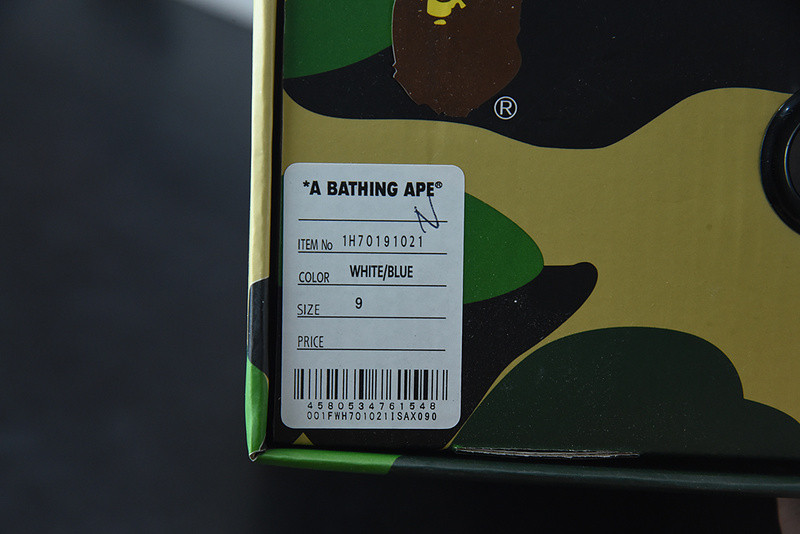 ®
*A BATHING APE®
ITEM No 1H70191021
COLOR WHITE/BLUE
SIZE 9
PRICE
4580534761548
001FWH701021ISAX090